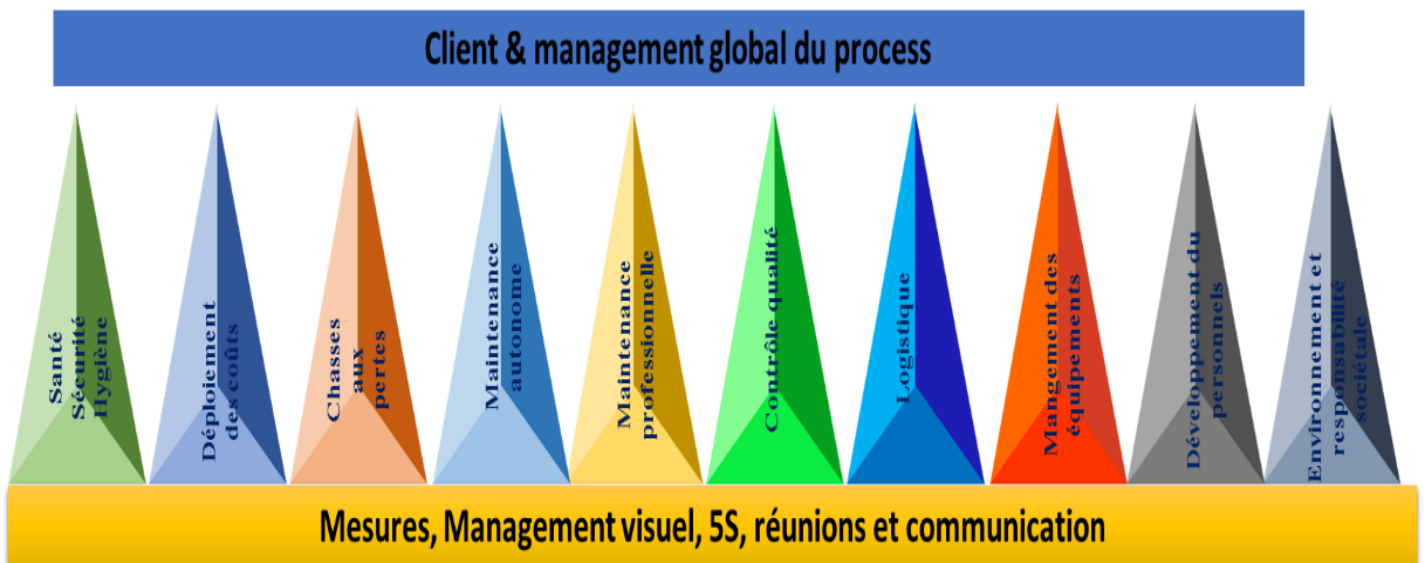 Client & management global du process
Santé
Sécurité
Hygiène
Déploiement
des coûts
Chasses
aux
pertes
Maintenance
autonome
Maintenance
professionnelle
Contrôle qualité
Logistique
Mangement des
équipements
Développement du
personnels
Environnement et
responsabilité
sociétale
Mesures, Management visuel, 5S, réunions et communication